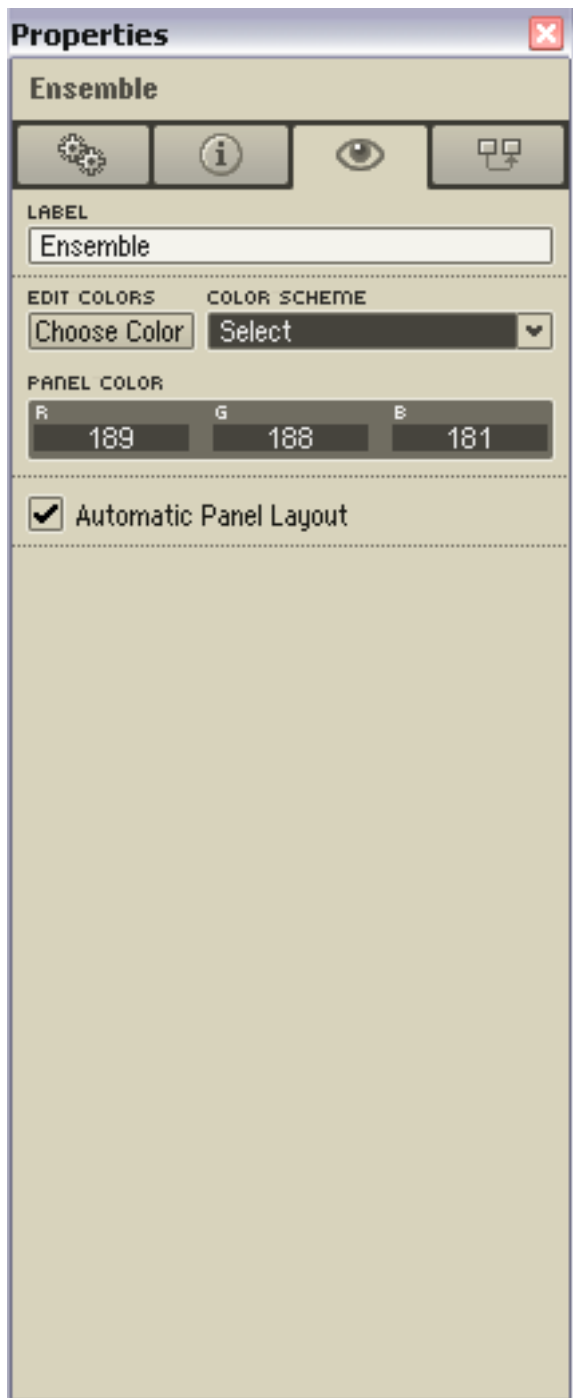 Properties
Ensemble
LABEL
Ensemble
EDIT COLORS COLOR SCHEME
Choose Color Select
PANEL COLOR
R G B
189 188 181
Automatic Panel Layout